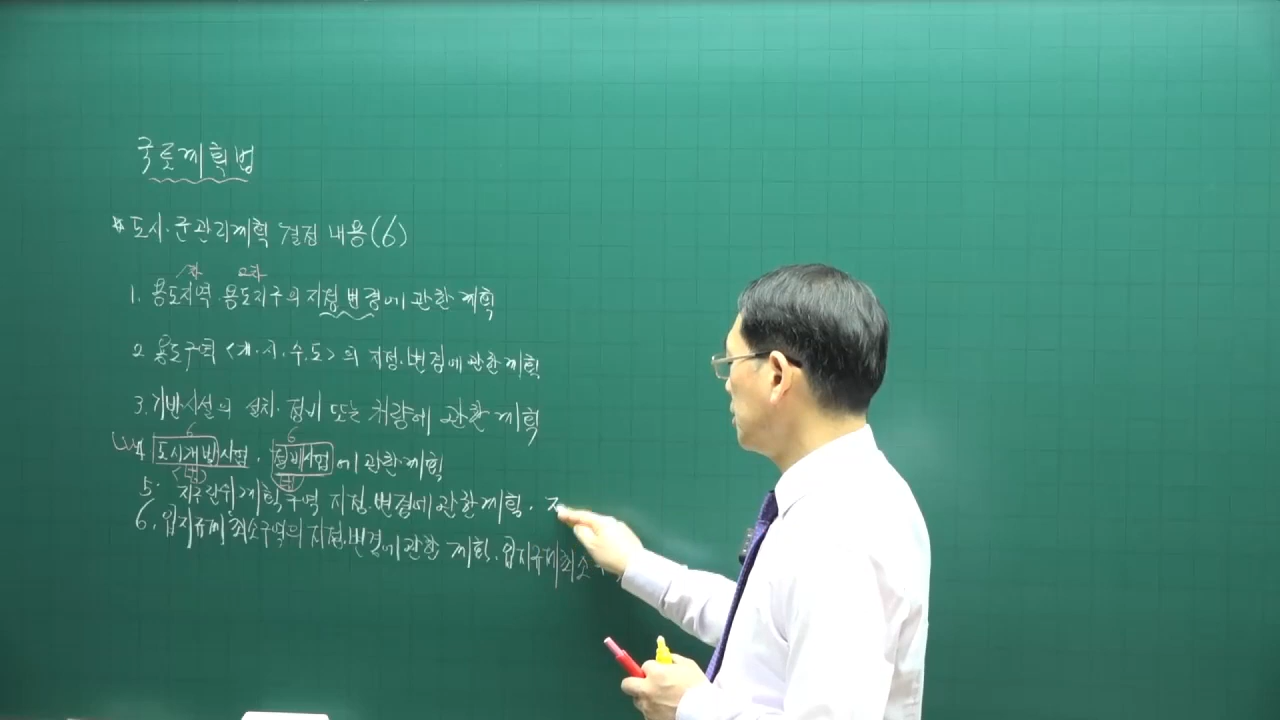 국토계획법
* 도시·군관리계획 결정 내용(6)
1. 용도지역·용도지구의 지정·변경에 관한 계획
2. 용도구역 <개·시·수·도>의 지정·변경에 관한 계획
3. 기반시설의 설치·정비 또는 개량에 관한 계획
6 6
4. 도시개발사업·정비사업에 관한 계획
5. 지구단위계획구역 지정·변경에 관한 계획. 지
6. 입지규제최소구역의 지정·변경에 관한 계획. 입지규제최소